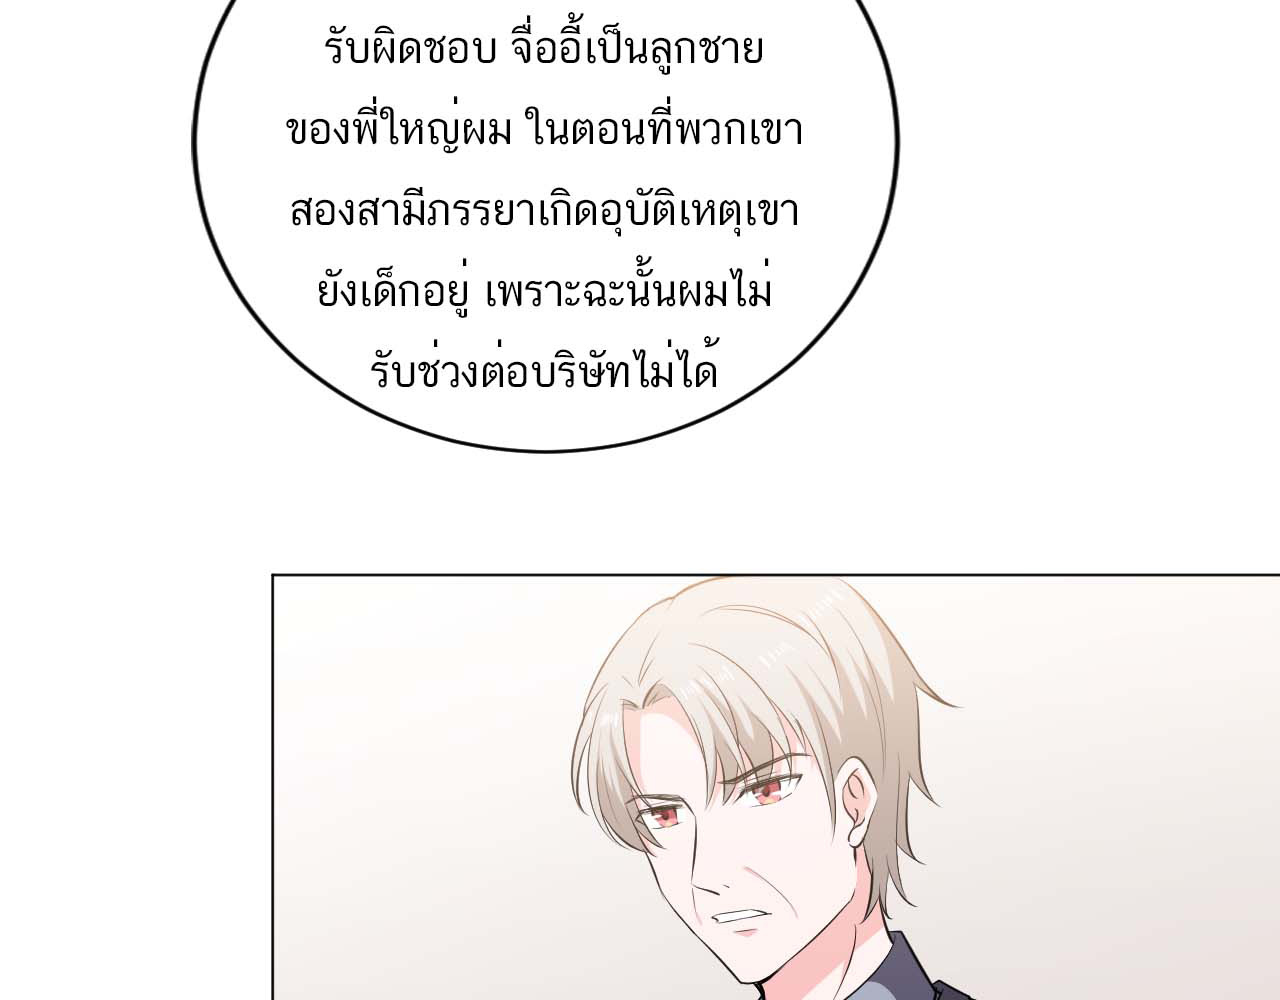 รับผิดชอบ จื่ออี้เป็นลูกชาย
ของพี่ใหญ่ผม ในตอนที่พวกเขา
สองสามีภรรยาเกิดอุบัติเหตุเขา
ยังเด็กอยู่ เพราะฉะนั้นผมไม่
รับช่วงต่อบริษัทไม่ได้